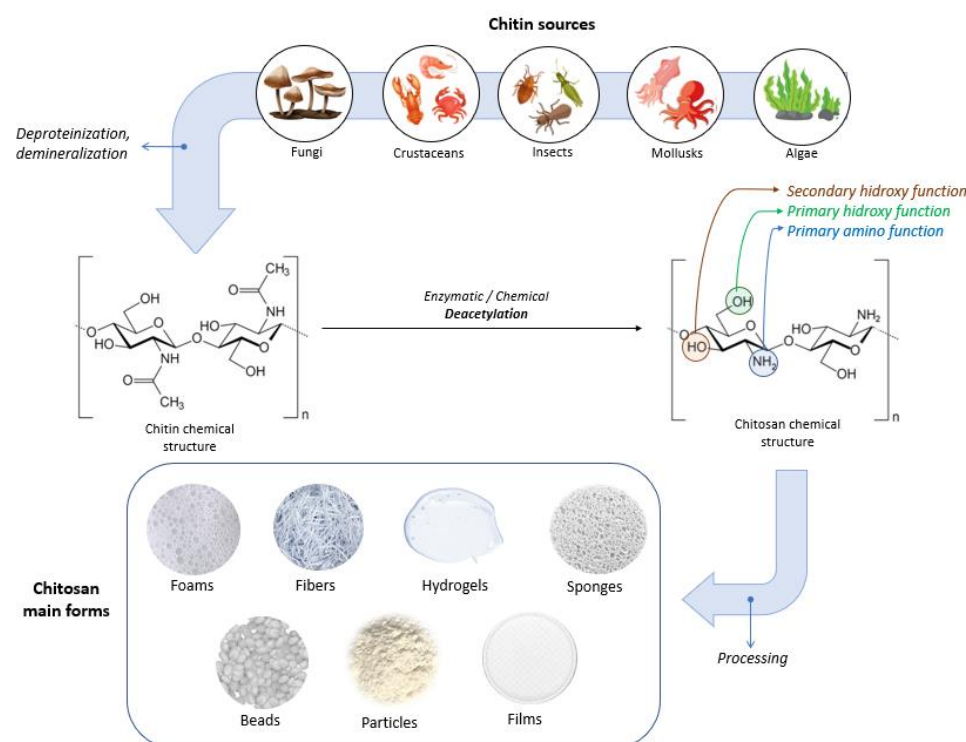 Chitin sources
Fungi
Crustaceans
Insects
Mollusks
Algae
Deproteinization,
demineralization
Secondary hidroxy function
Primary hidroxy function
Primary amino function
CH₃
O
NH
OH
O
HO
O
HO
O
NH
O
OH
O
CH₃
n
Chitin chemical
structure
Enzymatic / Chemical
Deacetylation
OH
O
HO
O
NH₂
O
HO
NH₂
O
O
OH
n
Chitosan chemical
structure
Chitosan
main forms
Foams
Fibers
Hydrogels
Sponges
Beads
Particles
Films
Processing